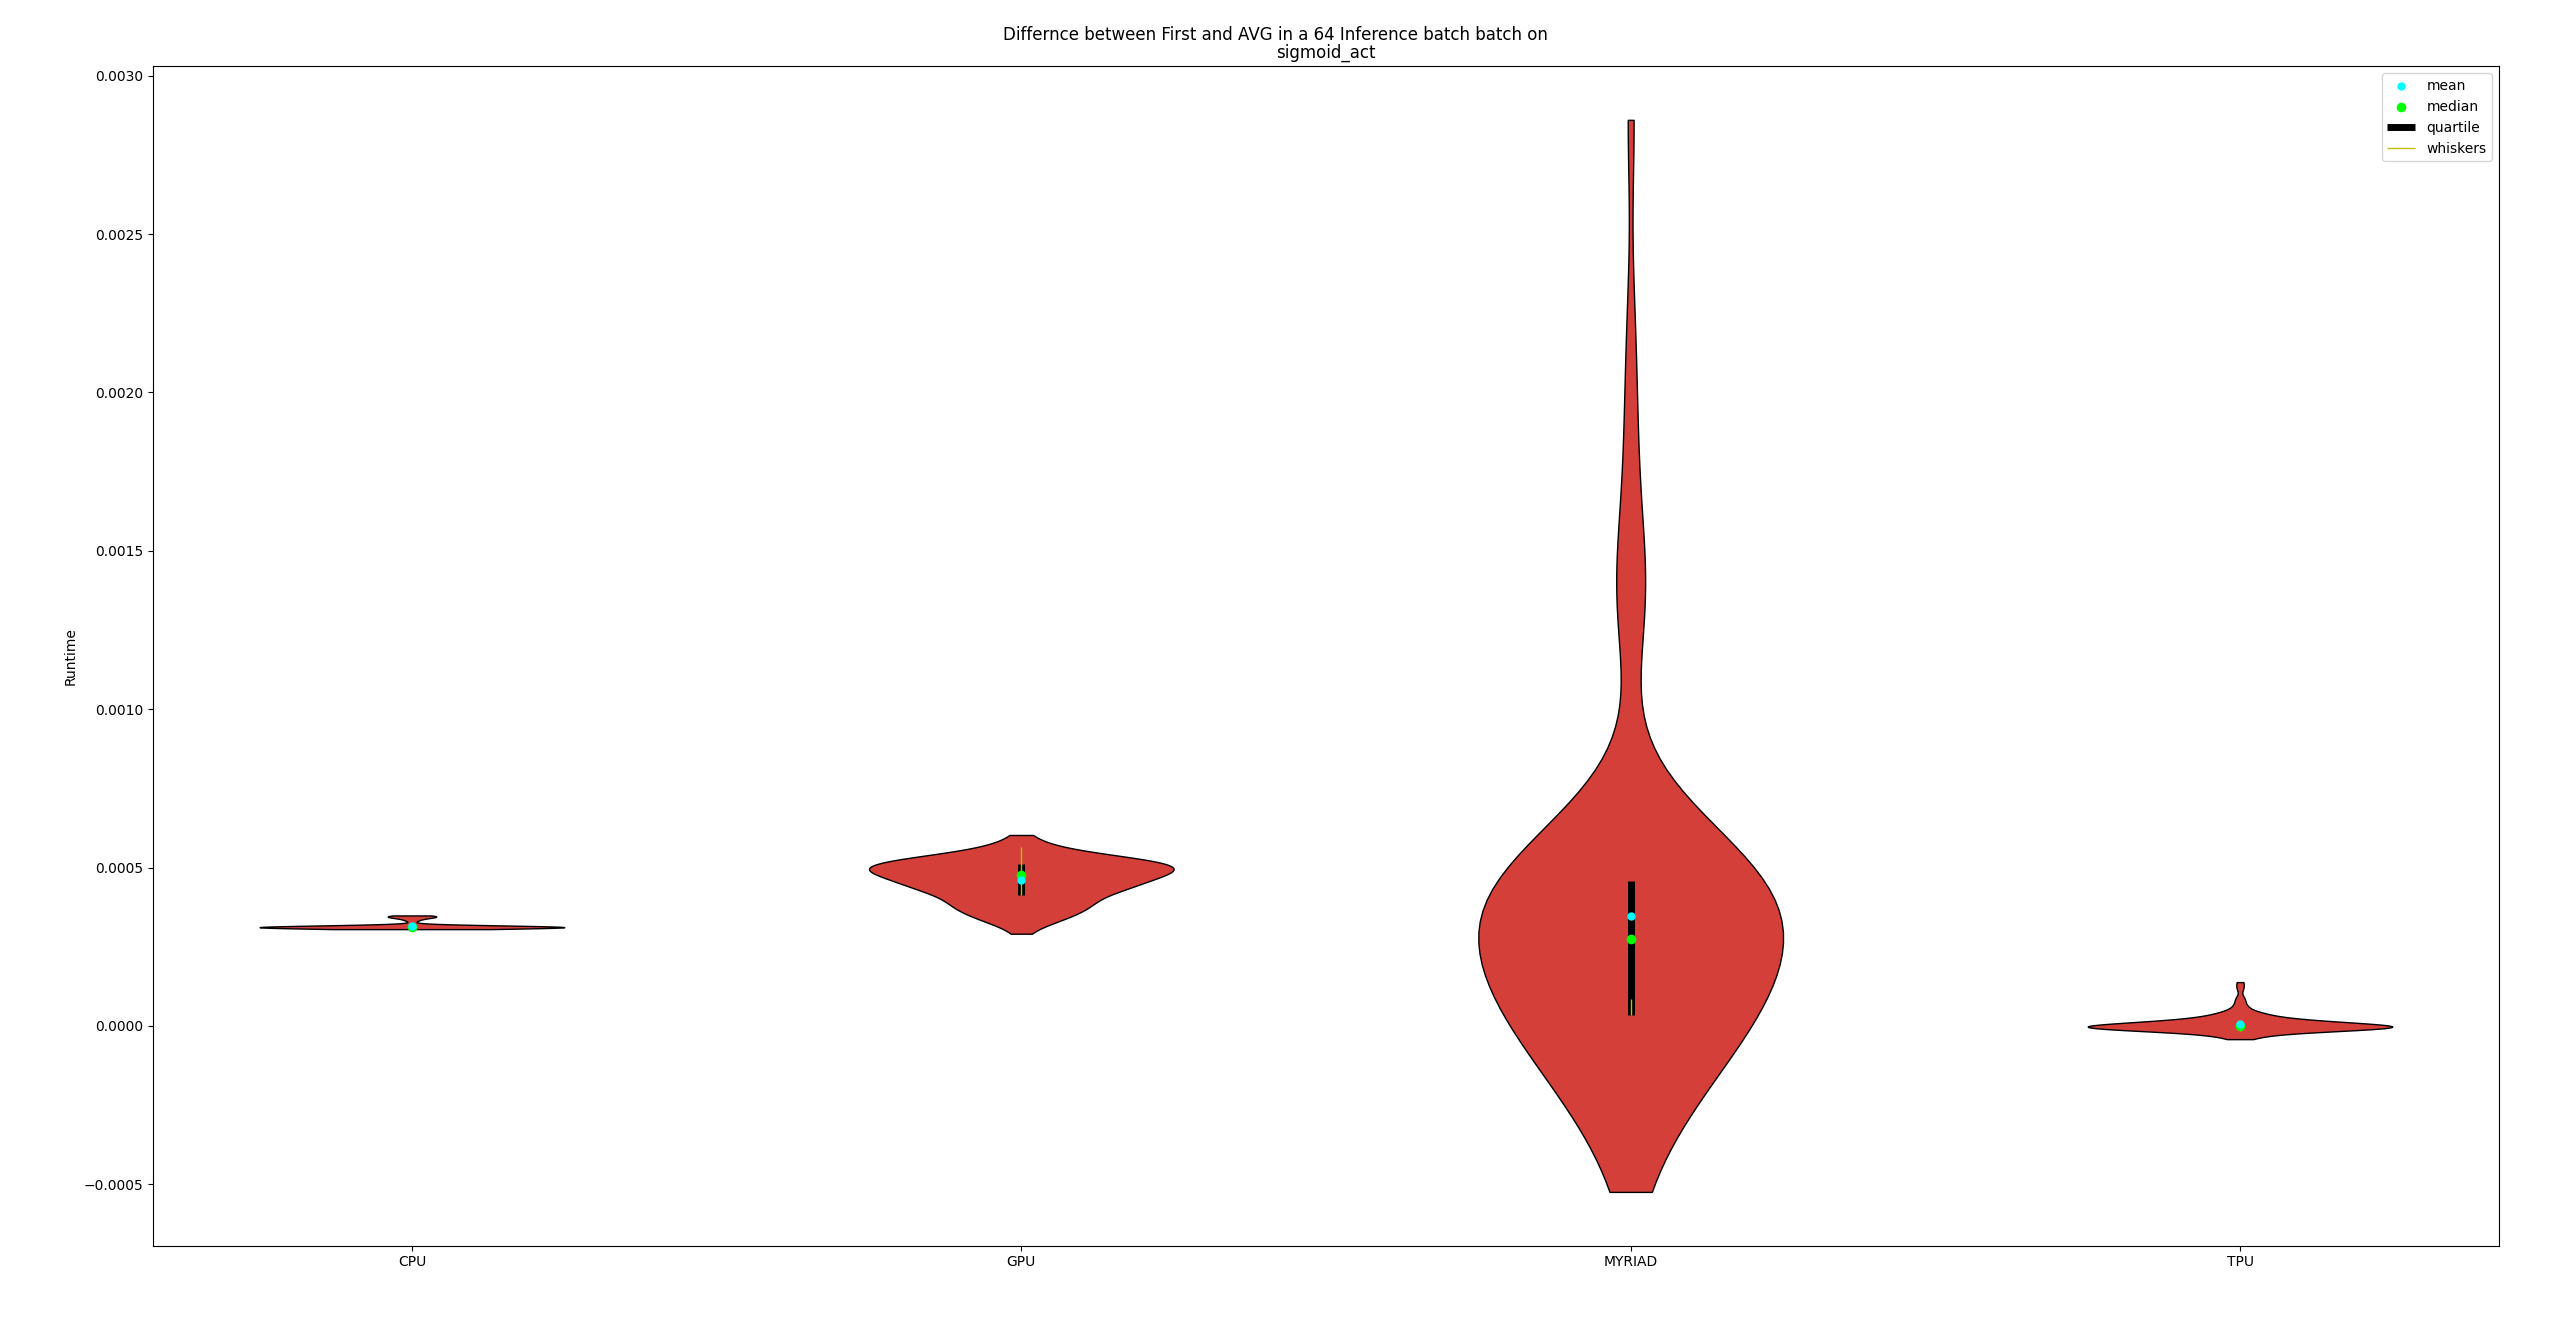 Differnce between First and AVG in a 64 Inference batch batch on
sigmoid_act
0.0030
0.0025
0.0020
0.0015
0.0010
0.0005
0.0000
−0.0005
Runtime
CPU
GPU
MYRIAD
TPU
mean
median
quartile
whiskers